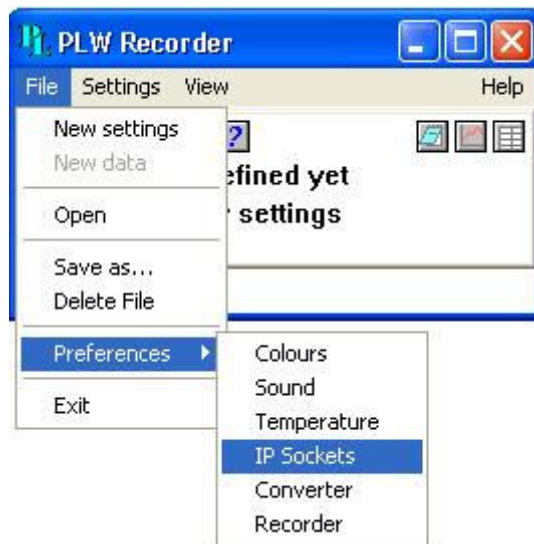 PLW Recorder
File Settings View Help
New settings
New data
?
efined yet
settings
Open
Save as...
Delete File
Preferences
Exit
Colours
Sound
Temperature
IP Sockets
Converter
Recorder